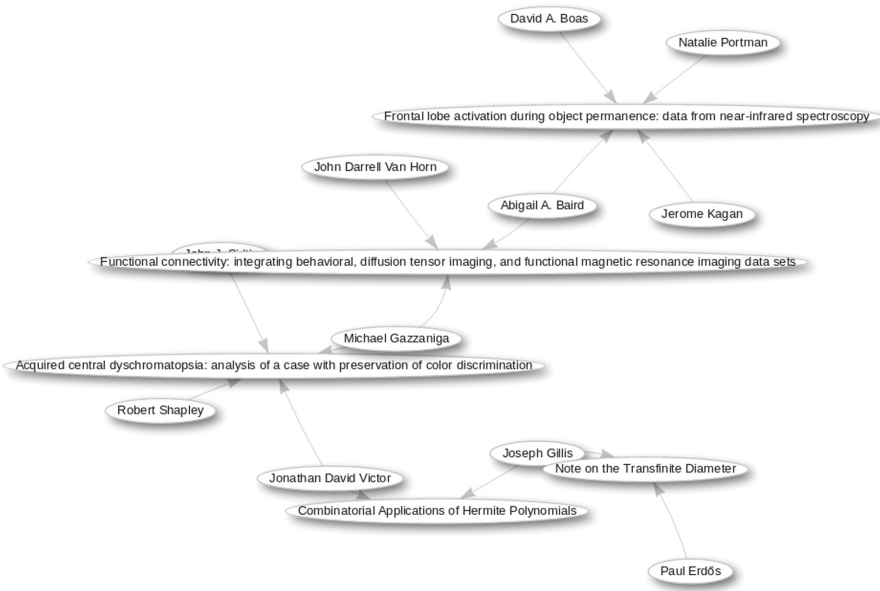 David A. Boas
Natalie Portman
Frontal lobe activation during object permanence: data from near-infrared spectroscopy
John Darrell Van Horn
Abigail A. Baird
Jerome Kagan
Functional connectivity: integrating behavioral, diffusion tensor imaging, and functional magnetic resonance imaging data sets
Michael Gazzaniga
Acquired central dyschromatopsia: analysis of a case with preservation of color discrimination
Robert Shapley
Joseph Gillis
Note on the Transfinite Diameter
Jonathan David Victor
Combinatorial Applications of Hermite Polynomials
Paul Erdős